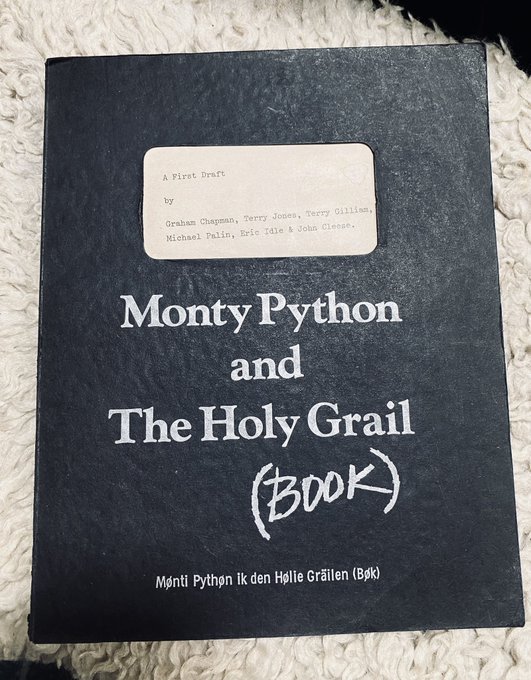 A First Draft
by
Graham Chapman, Terry Jones, Terry Gilliam,
Michael Palin, Eric Idle & John Cleese.
Monty Python
and
The Holy Grail
(BOOK)
Mønti Pythøn ik den Hølie Gräilen (Bøk)